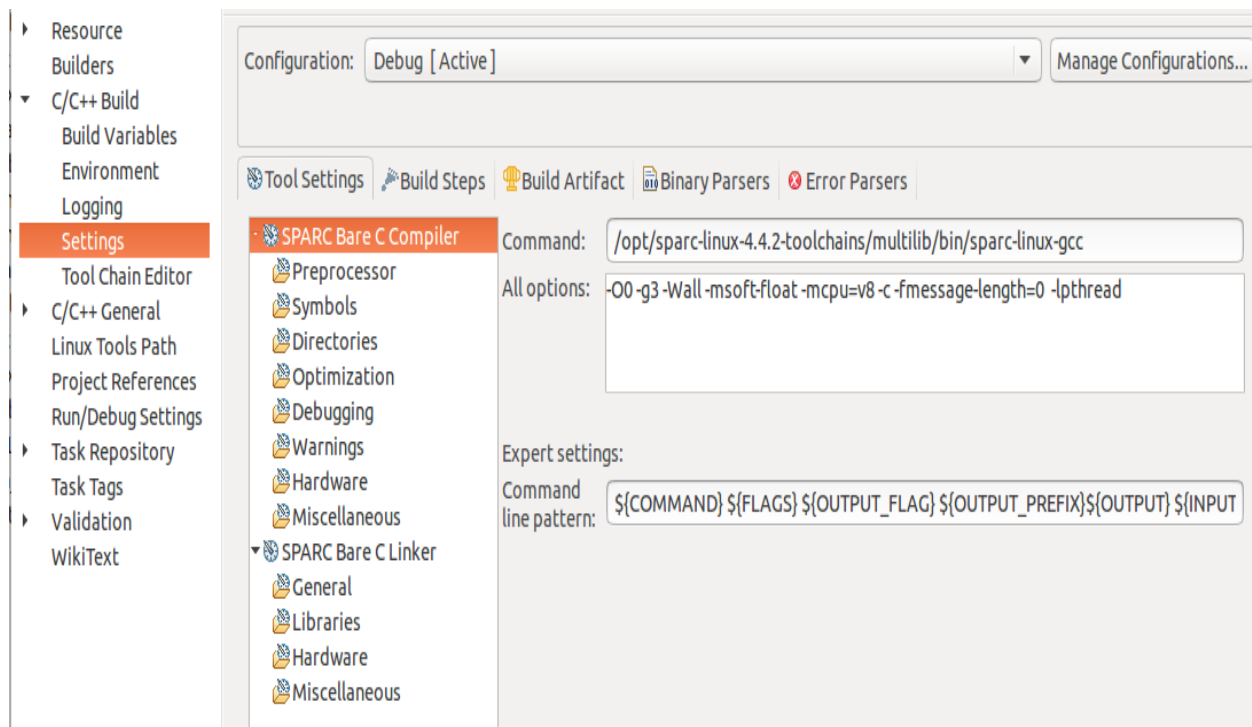 Resource
Builders
C/C++ Build
Build Variables
Environment
Logging
Settings
Tool Chain Editor
C/C++ General
Linux Tools Path
Project References
Run/Debug Settings
Task Repository
Task Tags
Validation
WikiText
Configuration: Debug [ Active ] Manage Configurations...
Tool Settings Build Steps Build Artifact Binary Parsers Error Parsers
SPARC Bare C Compiler
Preprocessor
Symbols
Directories
Optimization
Debugging
Warnings
Hardware
Miscellaneous
SPARC Bare C Linker
General
Libraries
Hardware
Miscellaneous
Command: /opt/sparc-linux-4.4.2-toolchains/multilib/bin/sparc-linux-gcc
All options: -O0 -g3 -Wall -msoft-float -mcpu=v8 -c -fmessage-length=0 -lpthread
Expert settings:
Command
line pattern: ${COMMAND} ${FLAGS} ${OUTPUT_FLAG} ${OUTPUT_PREFIX}${OUTPUT} ${INPUT